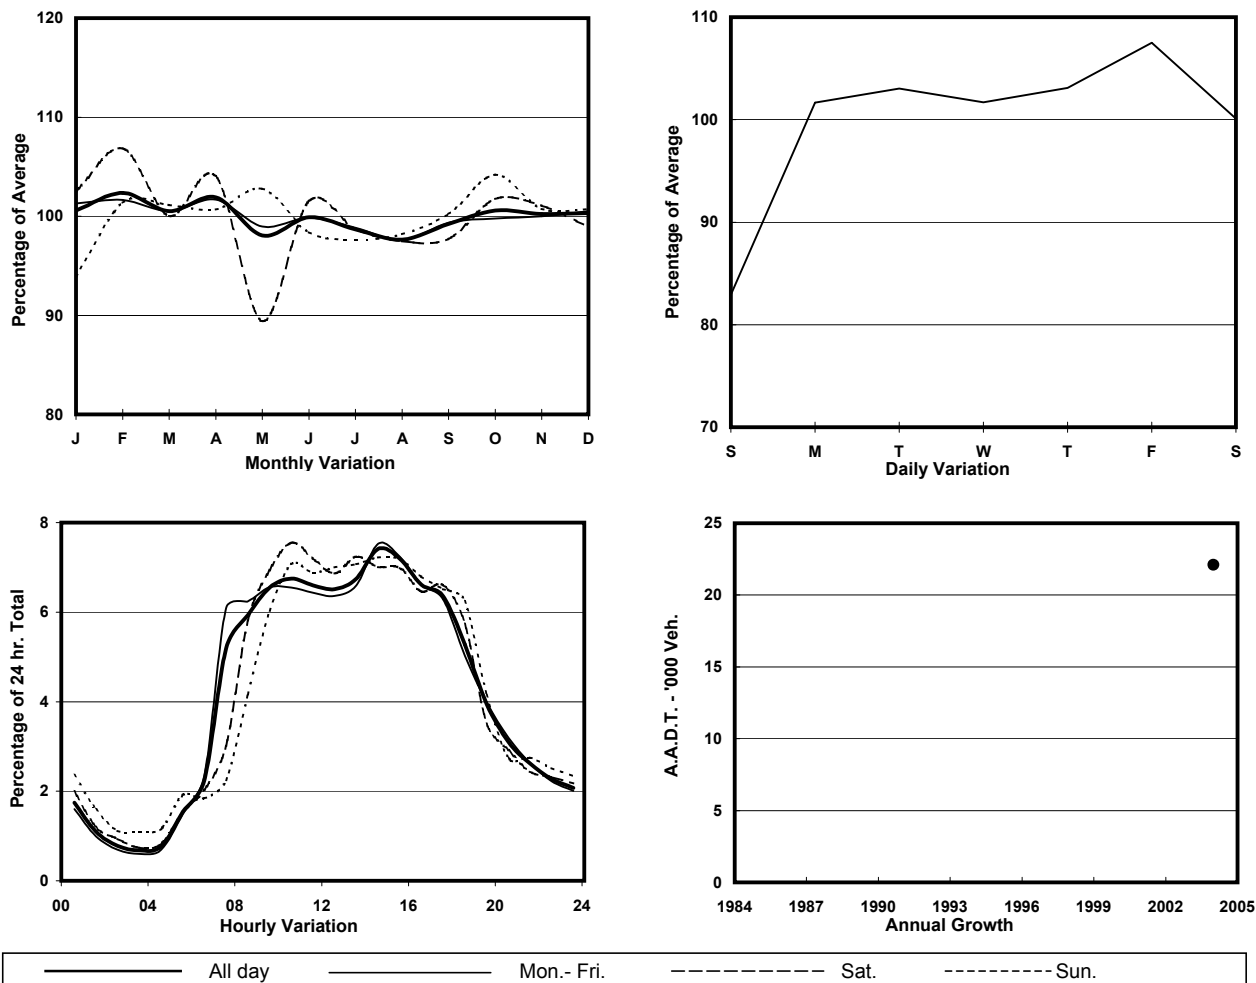 120
110
100
90
80
Percentage of Average
J F M A M J J A S O N D
Monthly Variation
110
100
90
80
70
Percentage of Average
S M T W T F S
Daily Variation
8
6
4
2
0
Percentage of 24 hr. Total
00 04 08 12 16 20 24
Hourly Variation
25
20
15
10
5
0
A.A.D.T. - '000 Veh.
1984 1987 1990 1993 1996 1999 2002 2005
Annual Growth
All day Mon.- Fri. Sat. Sun.